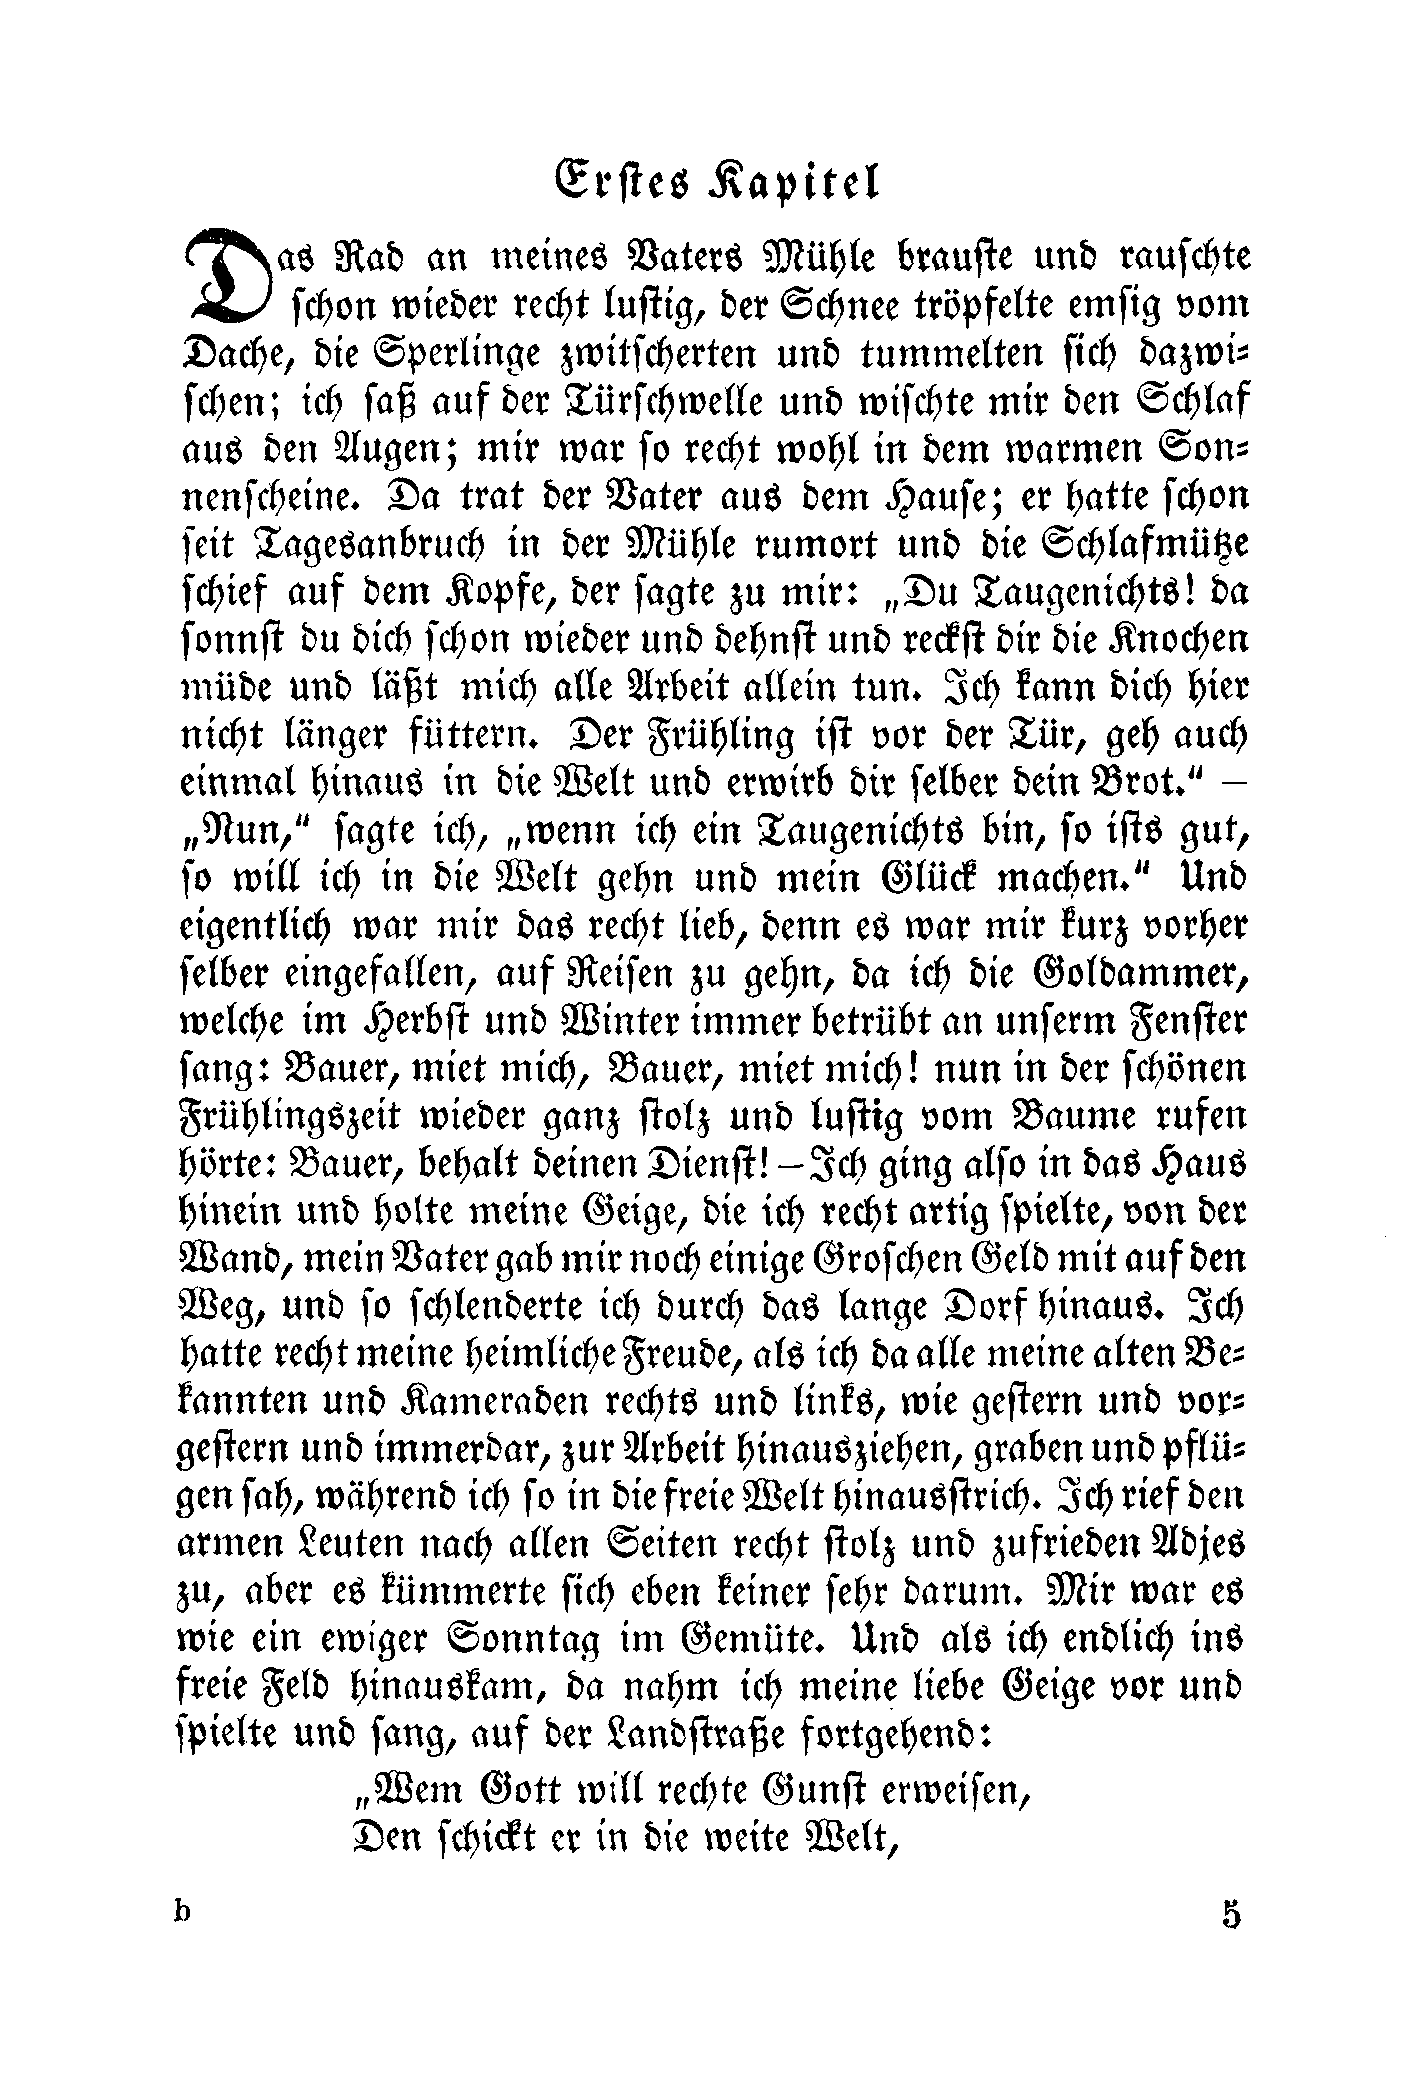 Erstes Kapitel
Das Rad an meines Vaters Mühle brauste und rauschte
schon wieder recht lustig, der Schnee tröpfelte emsig vom
Dache, die Sperlinge zwitscherten und tummelten sich dazwi-
schen; ich saß auf der Türschwelle und wischte mir den Schlaf
aus den Augen; mir war so recht wohl in dem warmen Son-
nenscheine. Da trat der Vater aus dem Hause; er hatte schon
seit Tagesanbruch in der Mühle rumort und die Schlafmütze
schief auf dem Kopfe, der sagte zu mir: „Du Taugenichts! da
sonnst du dich schon wieder und dehnst und reckst dir die Knochen
müde und läßt mich alle Arbeit allein tun. Ich kann dich hier
nicht länger füttern. Der Frühling ist vor der Tür, geh auch
einmal hinaus in die Welt und erwirb dir selber dein Brot.“ –
„Nun,“ sagte ich, „wenn ich ein Taugenichts bin, so ists gut,
so will ich in die Welt gehn und mein Glück machen.“ Und
eigentlich war mir das recht lieb, denn es war mir kurz vorher
selber eingefallen, auf Reisen zu gehn, da ich die Goldammer,
welche im Herbst und Winter immer betrübt an unserm Fenster
sang: Bauer, miet mich, Bauer, miet mich! nun in der schönen
Frühlingszeit wieder ganz stolz und lustig vom Baume rufen
hörte: Bauer, behalt deinen Dienst! – Ich ging also in das Haus
hinein und holte meine Geige, die ich recht artig spielte, von der
Wand, mein Vater gab mir noch einige Groschen Geld mit auf den
Weg, und so schlenderte ich durch das lange Dorf hinaus. Ich
hatte recht meine heimliche Freude, als ich da alle meine alten Be-
kannten und Kameraden rechts und links, wie gestern und vor-
gestern und immerdar, zur Arbeit hinausziehen, graben und pflü-
gen sah, während ich so in die freie Welt hinausstrich. Ich rief den
armen Leuten nach allen Seiten recht stolz und zufrieden Adjes
zu, aber es kümmerte sich eben keiner sehr darum. Mir war es
wie ein ewiger Sonntag im Gemüte. Und als ich endlich ins
freie Feld hinauskam, da nahm ich meine liebe Geige vor und
spielte und sang, auf der Landstraße fortgehend:
„Wem Gott will rechte Gunst erweisen,
Den schickt er in die weite Welt,
b 5